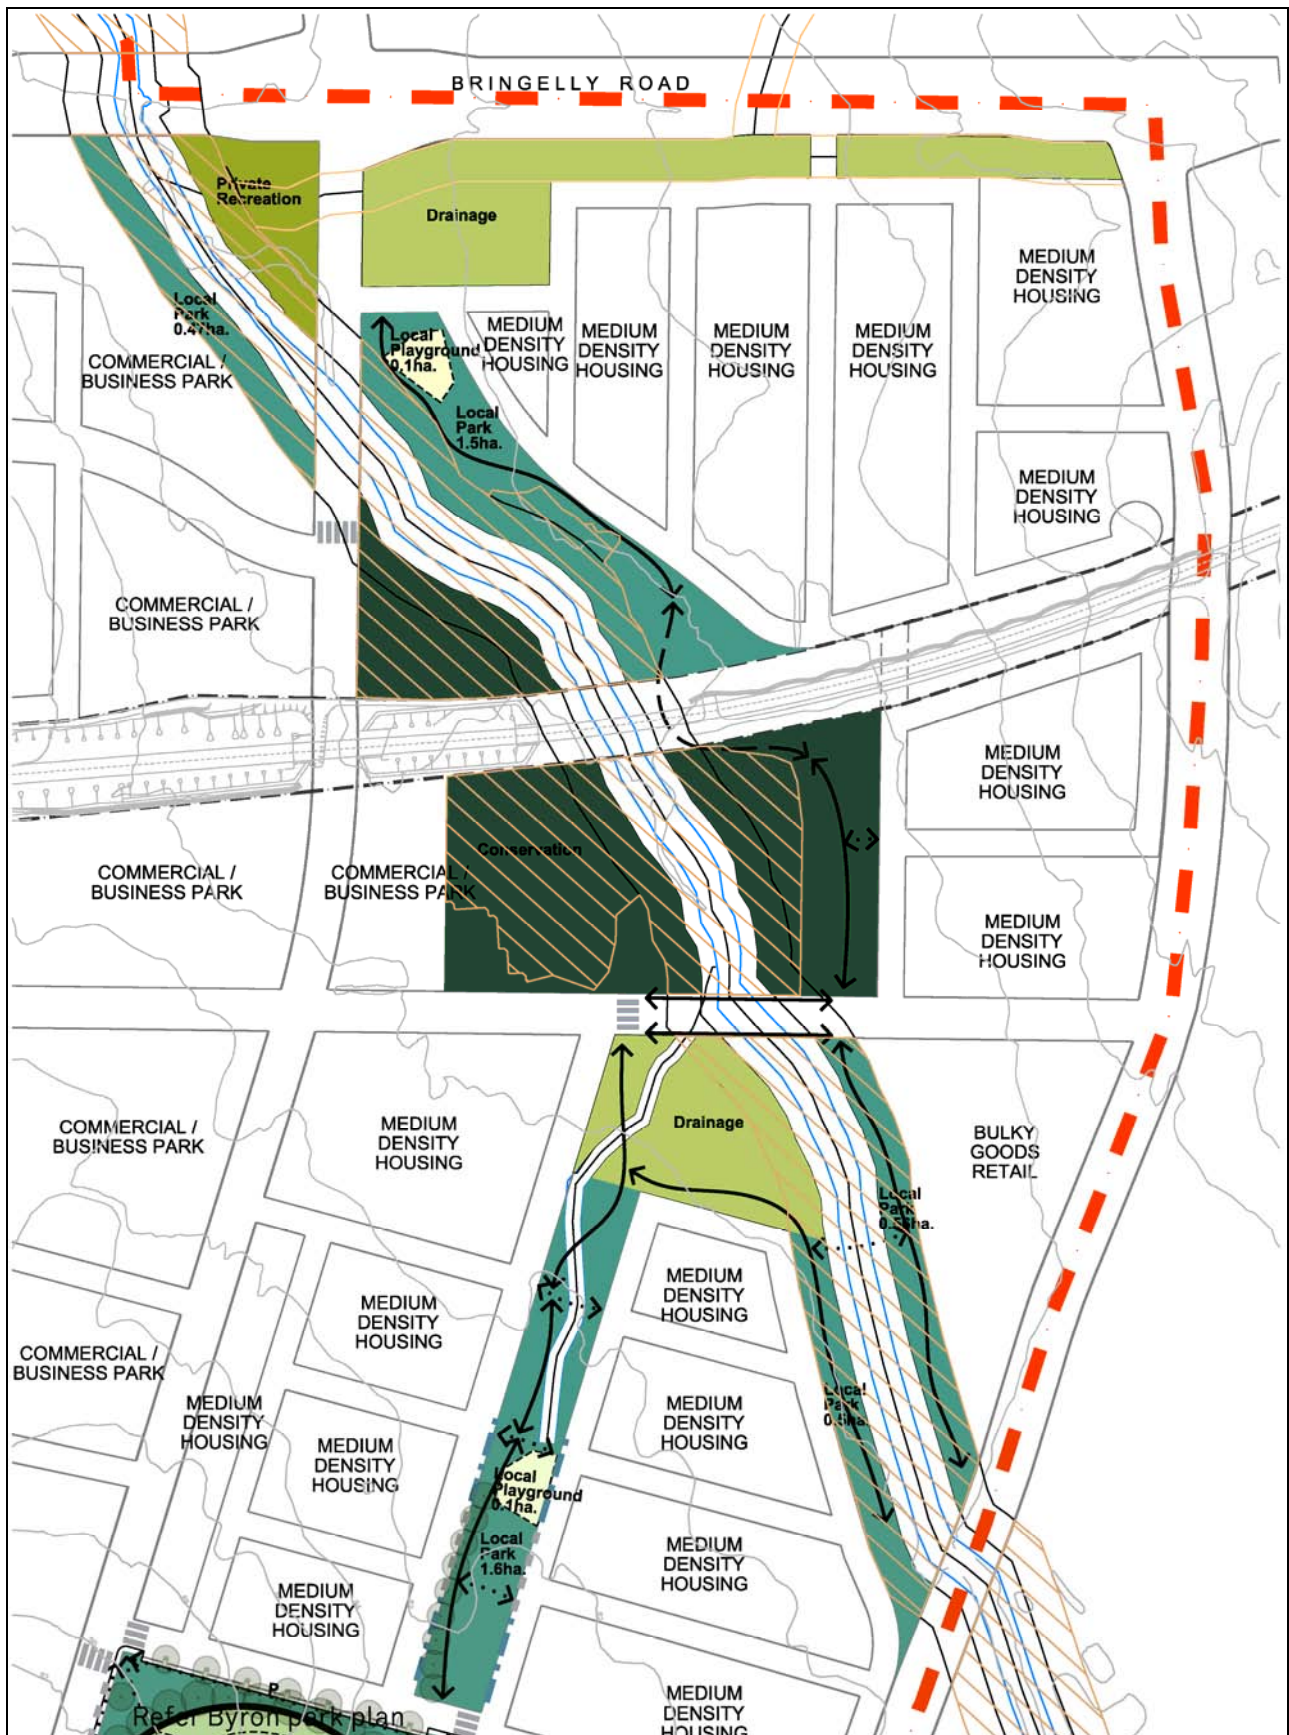 BRINGELLY ROAD
Private
Recreation
Drainage
MEDIUM
DENSITY
HOUSING
Local
Park
0.47ha.
COMMERCIAL /
BUSINESS PARK
Local
Playground
0.1ha.
MEDIUM
DENSITY
HOUSING
MEDIUM
DENSITY
HOUSING
MEDIUM
DENSITY
HOUSING
MEDIUM
DENSITY
HOUSING
Local
Park
1.5ha.
MEDIUM
DENSITY
HOUSING
COMMERCIAL /
BUSINESS PARK
MEDIUM
DENSITY
HOUSING
Conservation
COMMERCIAL /
BUSINESS PARK
COMMERCIAL /
BUSINESS PARK
MEDIUM
DENSITY
HOUSING
COMMERCIAL /
BUSINESS PARK
MEDIUM
DENSITY
HOUSING
Drainage
BULKY
GOODS
RETAIL
Local
Park
MEDIUM
DENSITY
HOUSING
MEDIUM
DENSITY
HOUSING
COMMERCIAL /
BUSINESS PARK
MEDIUM
DENSITY
HOUSING
MEDIUM
DENSITY
HOUSING
Local
Park
0.5ha.
MEDIUM
DENSITY
HOUSING
Local
Playground
0.1ha.
Local
Park
1.6ha.
MEDIUM
DENSITY
HOUSING
MEDIUM
DENSITY
HOUSING
P
Refer Byron park plan
MEDIUM
DENSITY
HOUSING